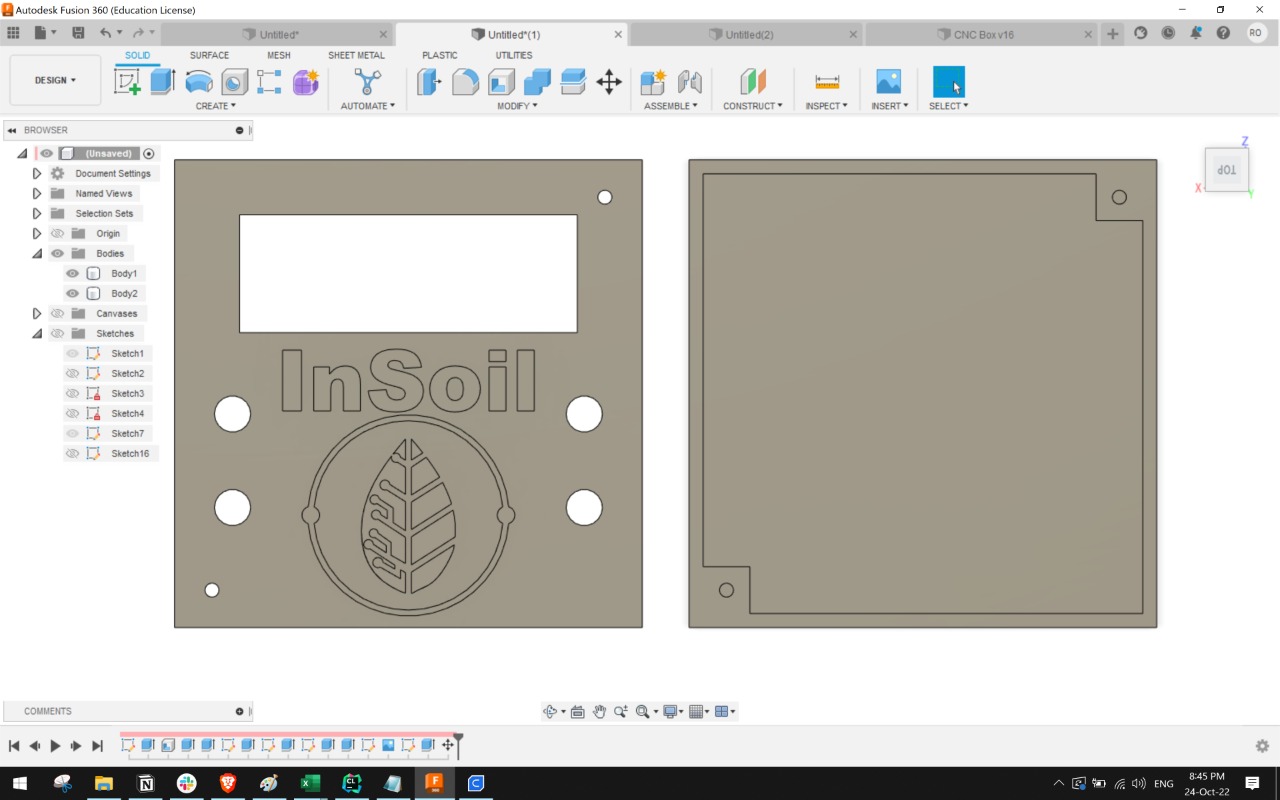 Autodesk Fusion 360 (Education License)
Untitled*
Untitled*(1)
Untitled(2)
CNC Box v16
RO
SOLID
SURFACE
MESH
SHEET METAL
PLASTIC
UTILITIES
DESIGN
CREATE
AUTOMATE
MODIFY
ASSEMBLE
CONSTRUCT
INSPECT
INSERT
SELECT
BROWSER
(Unsaved)
Document Settings
Named Views
Selection Sets
Origin
Bodies
Body1
Body2
Canvases
Sketches
Sketch1
Sketch2
Sketch3
Sketch4
Sketch7
Sketch16
InSoil
Z
TOP
X
Y
COMMENTS
ENG
8:45 PM
24-Oct-22